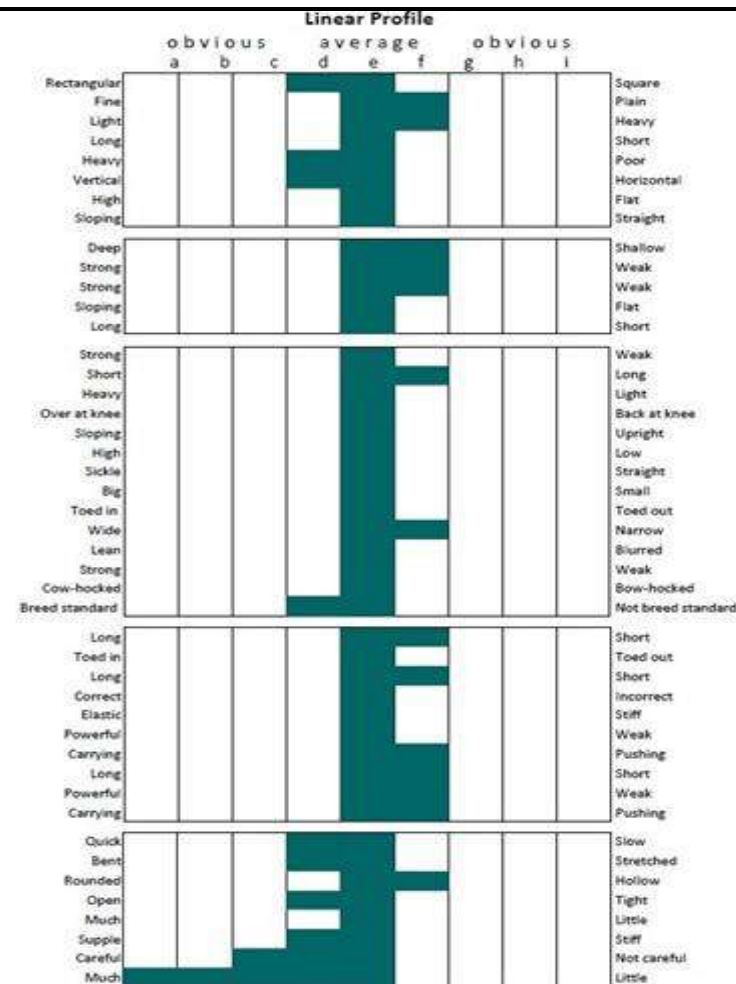 Linear Profile
obvious average obvious
a b c d e f g h i
Rectangular Square
Fine Plain
Light Heavy
Long Short
Heavy Poor
Vertical Horizontal
High Flat
Sloping Straight
Deep Shallow
Strong Weak
Strong Weak
Sloping Flat
Long Short
Strong Weak
Short Long
Heavy Light
Over at knee Back at knee
Sloping Upright
High Low
Sickle Straight
Big Small
Toed in Toed out
Wide Narrow
Lean Blurred
Strong Weak
Cow-hocked Bow-hocked
Breed standard Not breed standard
Long Short
Toed in Toed out
Long Short
Correct Incorrect
Elastic Stiff
Powerful Weak
Carrying Pushing
Long Short
Powerful Weak
Carrying Pushing
Quick Slow
Bent Stretched
Rounded Hollow
Open Tight
Much Little
Supple Stiff
Careful Not careful
Much Little